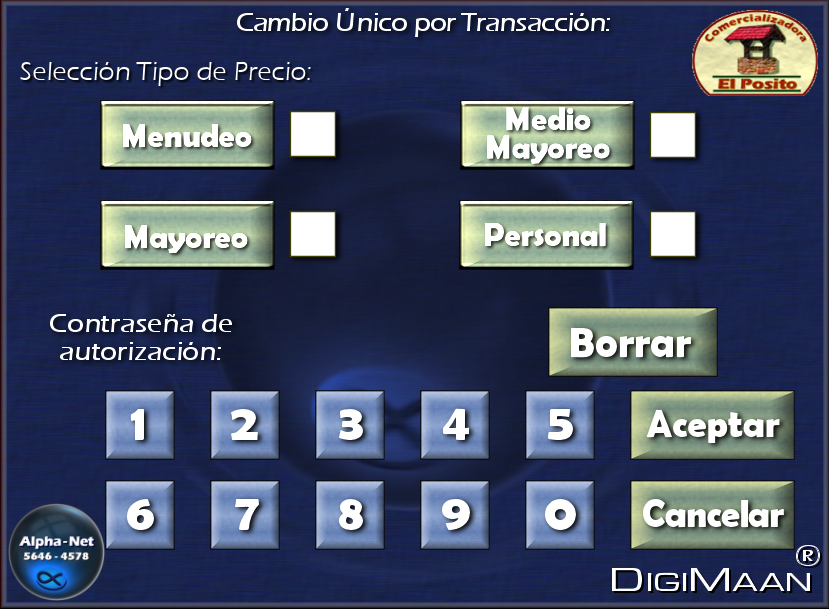 Cambio Único por Transacción:
Comercializadora
El Posito
Selección Tipo de Precio:
Menudeo
Medio
Mayoreo
Mayoreo
Personal
Contraseña de
autorización:
Borrar
1 2 3 4 5 Aceptar
6 7 8 9 0 Cancelar
Alpha-Net
5646 - 4578
DigiMaan ®